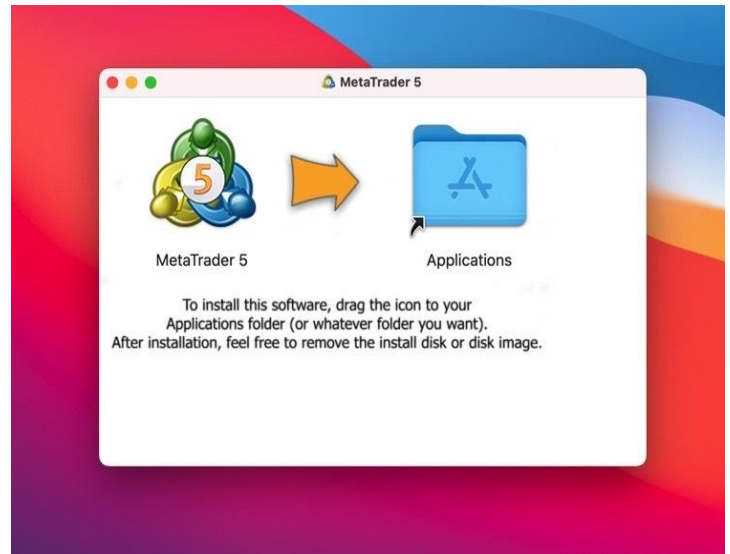 MetaTrader 5
5
MetaTrader 5
Applications
To install this software, drag the icon to your
Applications folder (or whatever folder you want).
After installation, feel free to remove the install disk or disk image.